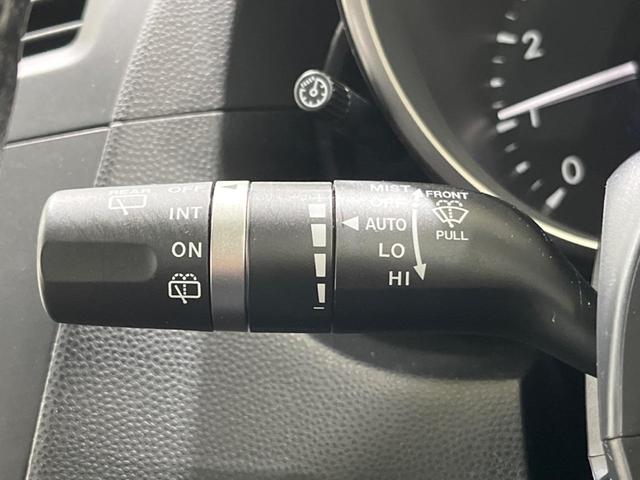 REAR
OFF
INT
ON
MIST
OFF
AUTO
LO
HI
FRONT
PULL
2
1
0